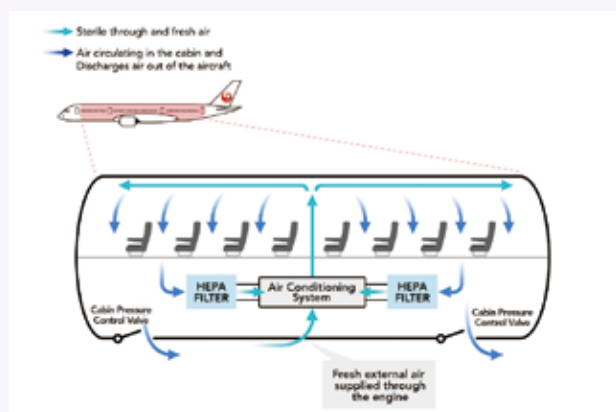 Sterile through and fresh air
Air circulating in the cabin and
Discharges air out of the aircraft
HEPA
FILTER
Air Conditioning
System
HEPA
FILTER
Cabin Pressure
Control Valve
Cabin Pressure
Control Valve
Fresh external air
supplied through
the engine